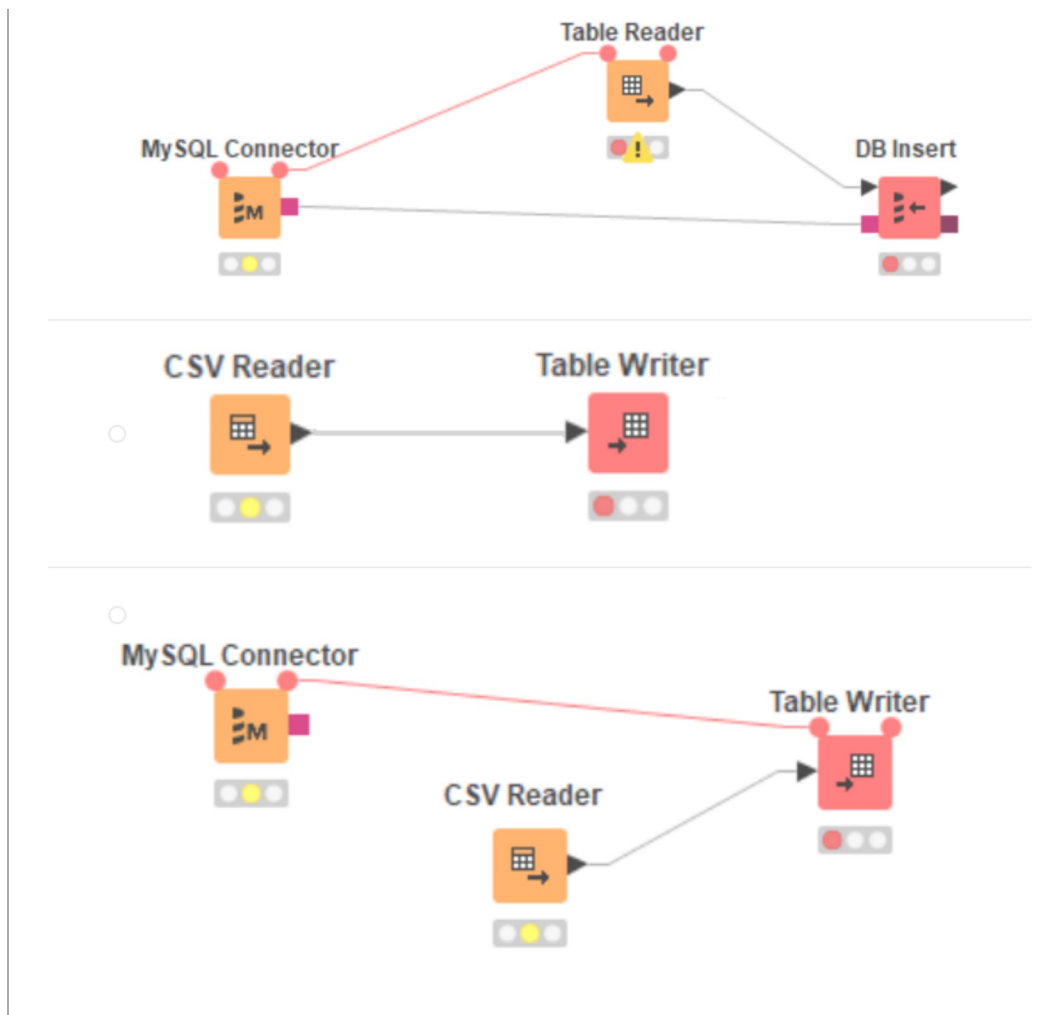 Table Reader
MySQL Connector
DB Insert
M
CSV Reader
Table Writer
MySQL Connector
Table Writer
M
CSV Reader